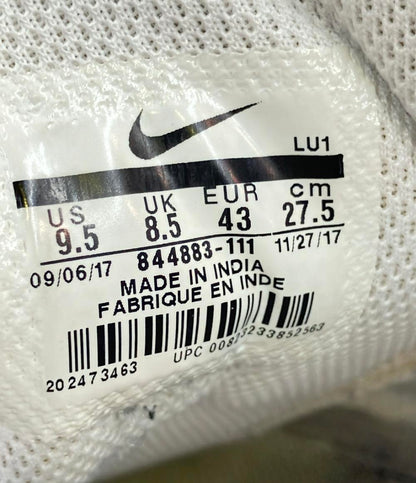 LU1
US UK EUR cm
9.5 8.5 43 27.5
09/06/17 844883-111 11/27/17
MADE IN INDIA
FABRIQUE EN INDE
202473463 UPC